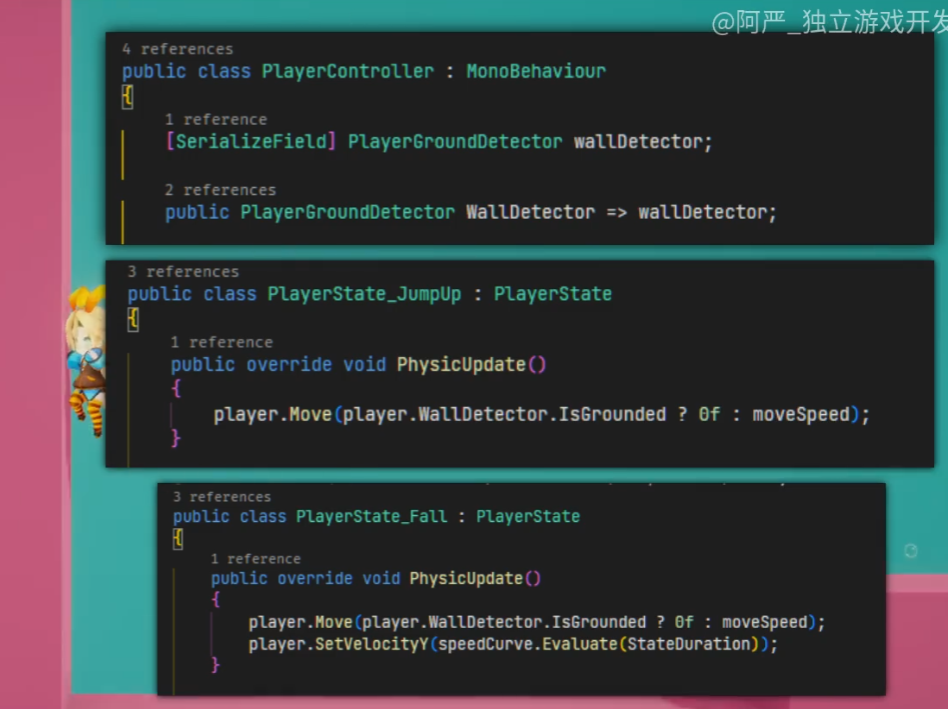 @阿严_独立游戏开发
4 references
public class PlayerController : MonoBehaviour
{
1 reference
[SerializeField] PlayerGroundDetector wallDetector;
2 references
public PlayerGroundDetector WallDetector => wallDetector;
3 references
public class PlayerState_JumpUp : PlayerState
{
1 reference
public override void PhysicUpdate()
{
player.Move(player.WallDetector.IsGrounded ? 0f : moveSpeed);
}
3 references
public class PlayerState_Fall : PlayerState
{
1 reference
public override void PhysicUpdate()
{
player.Move(player.WallDetector.IsGrounded ? 0f : moveSpeed);
player.SetVelocityY(speedCurve.Evaluate(StateDuration));
}